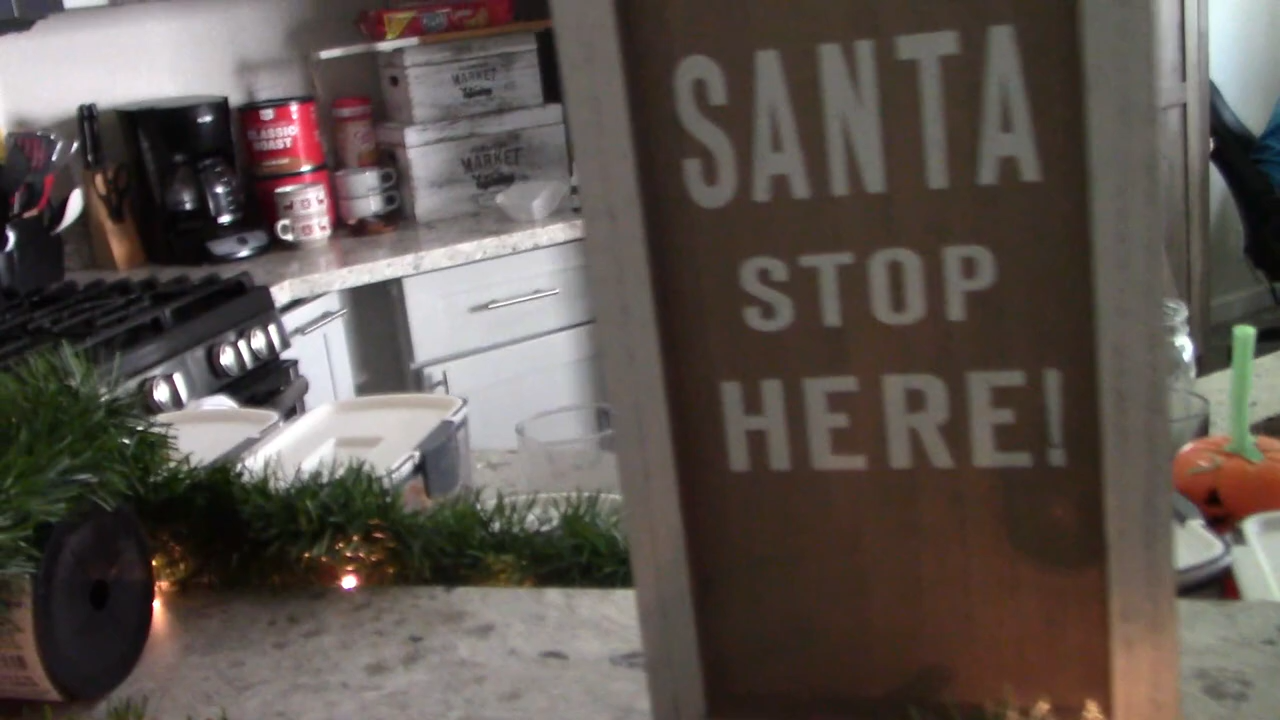 SANTA
STOP
HERE!
CLASSIC
ROAST
MARKET
MARKET